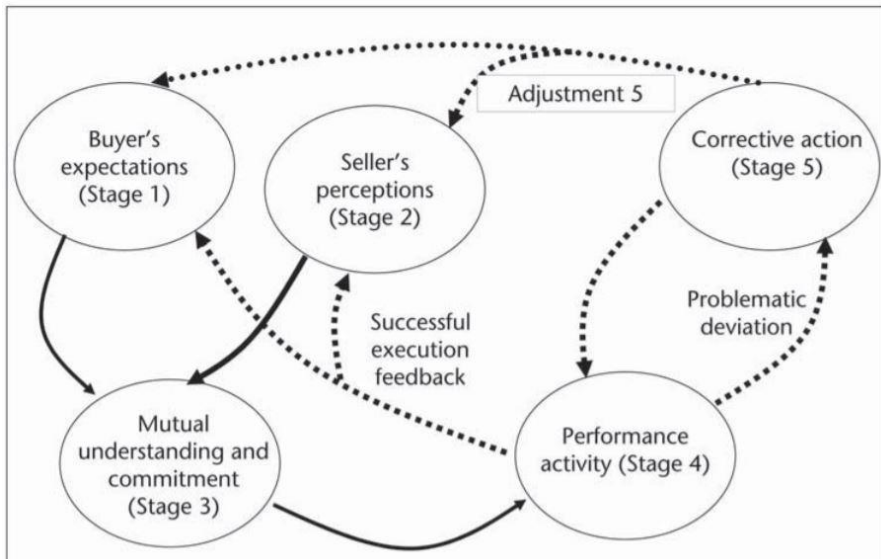 Buyer's
expectations
(Stage 1)
Seller's
perceptions
(Stage 2)
Adjustment 5
Corrective action
(Stage 5)
Successful
execution
feedback
Problematic
deviation
Mutual
understanding and
commitment
(Stage 3)
Performance
activity (Stage 4)